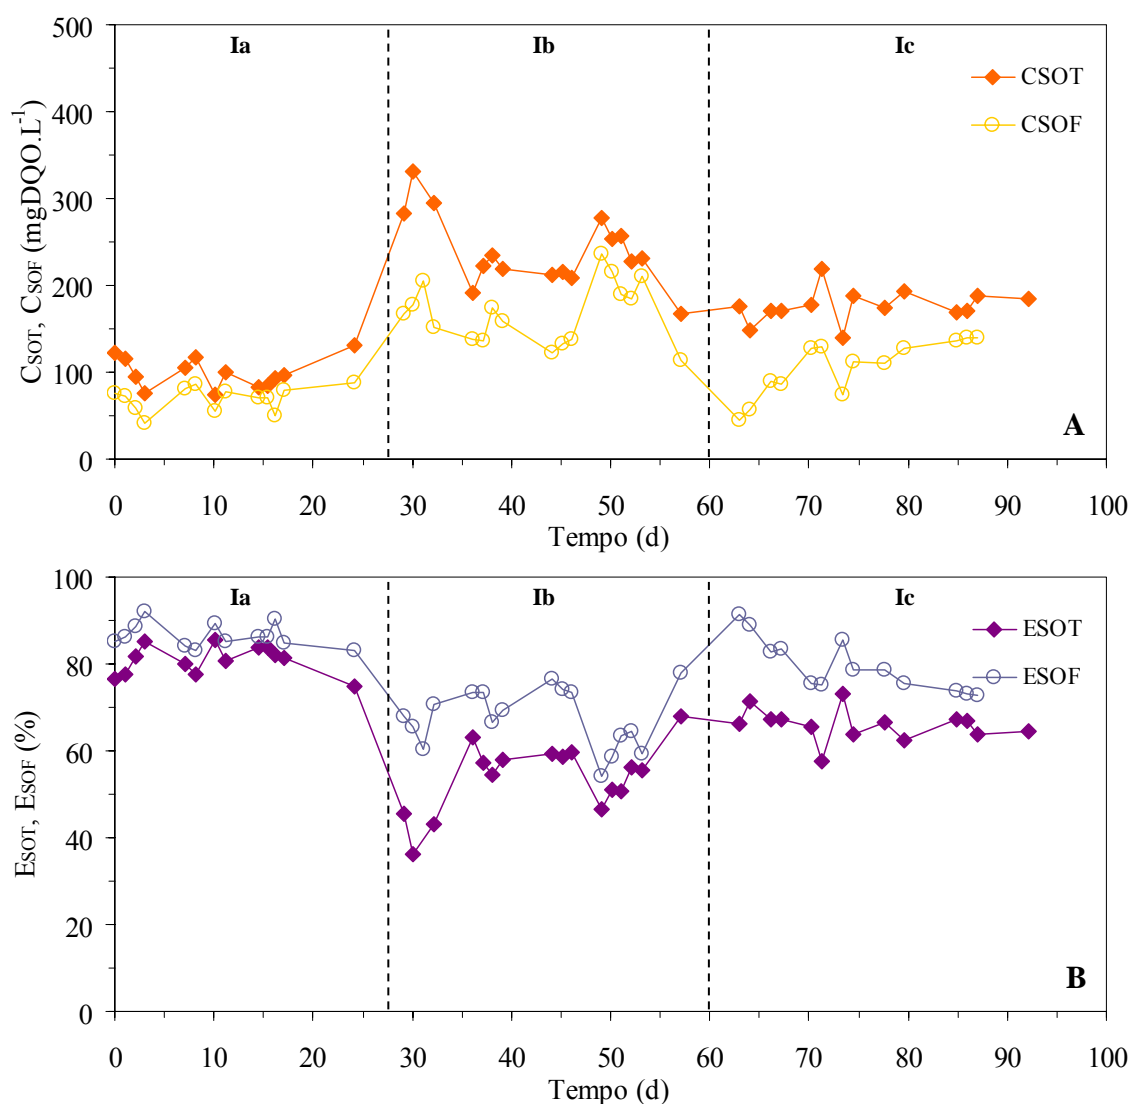 500
400
300
200
100
0
CSOT, CSOF (mgDQO.L-1)
Ia
Ib
Ic
CSOT
CSOF
A
0 10 20 30 40 50 60 70 80 90 100
Tempo (d)
100
80
60
40
20
0
ESOT, ESOF (%)
Ia
Ib
Ic
ESOT
ESOF
B
0 10 20 30 40 50 60 70 80 90 100
Tempo (d)